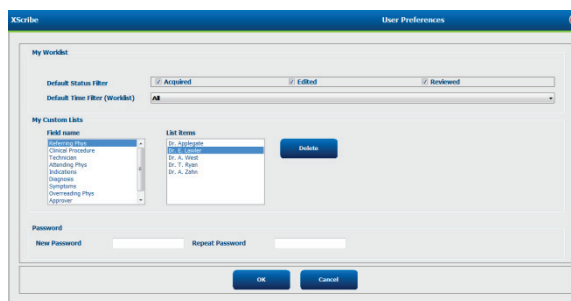 XScribe User Preferences
My Worklist
Default Status Filter Acquired Edited Reviewed
Default Time Filter (Worklist) All
My Custom Lists
Field name List items
Referring Phys Dr. Applegate
Clinical Procedure Dr. E. Lawler
Technician Dr. A. West
Attending Phys Dr. T. Ryan
Indications Dr. A. Zahn
Diagnosis
Symptoms
Overreading Phys
Approver
Delete
Password
New Password Repeat Password
OK Cancel